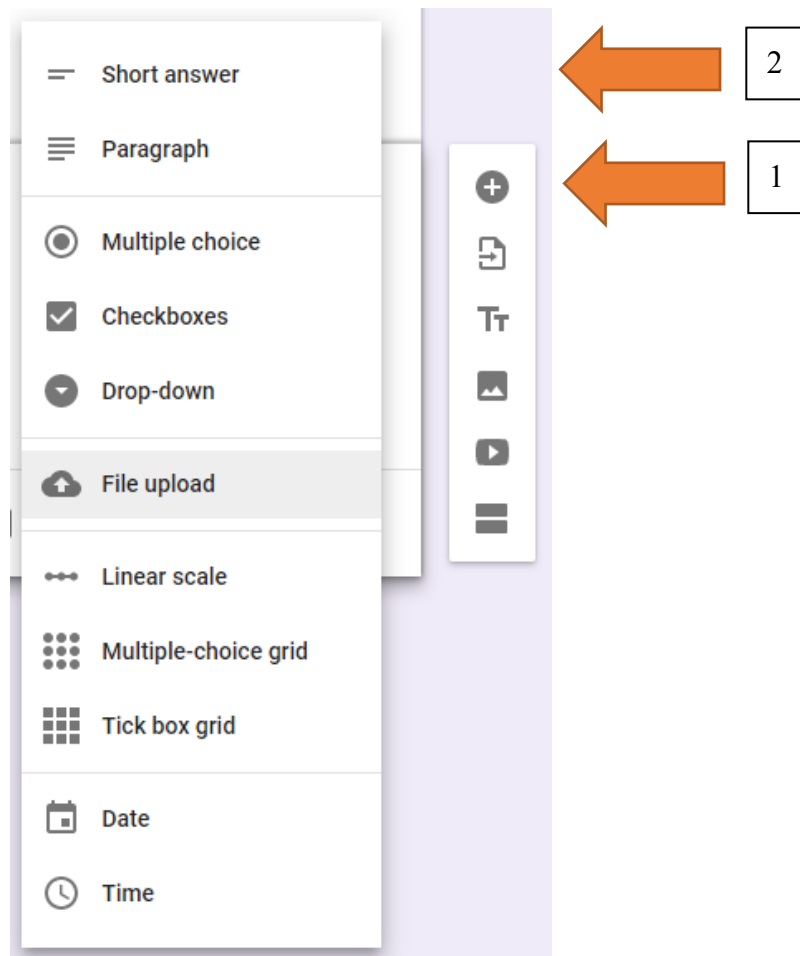 Short answer
2
Paragraph
1
Multiple choice
Tт
Checkboxes
Drop-down
File upload
Linear scale
Multiple-choice grid
Tick box grid
Date
Time